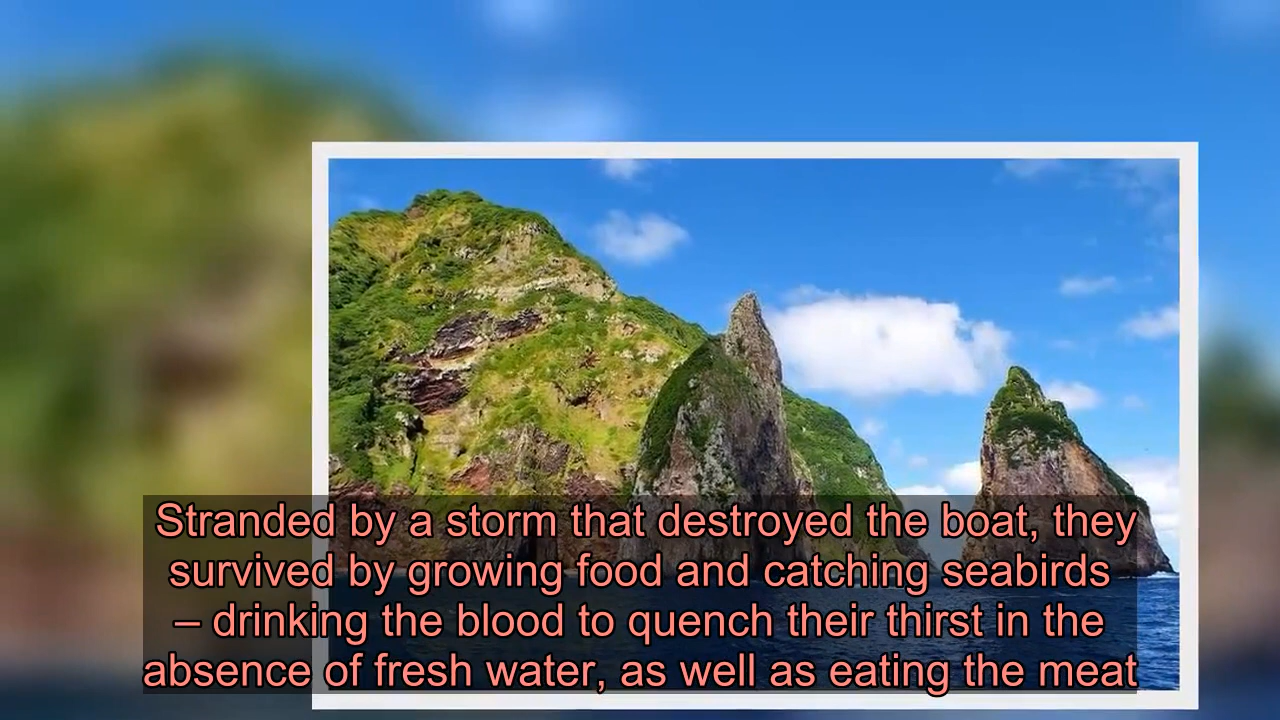 Stranded by a storm that destroyed the boat, they
survived by growing food and catching seabirds
– drinking the blood to quench their thirst in the
absence of fresh water, as well as eating the meat